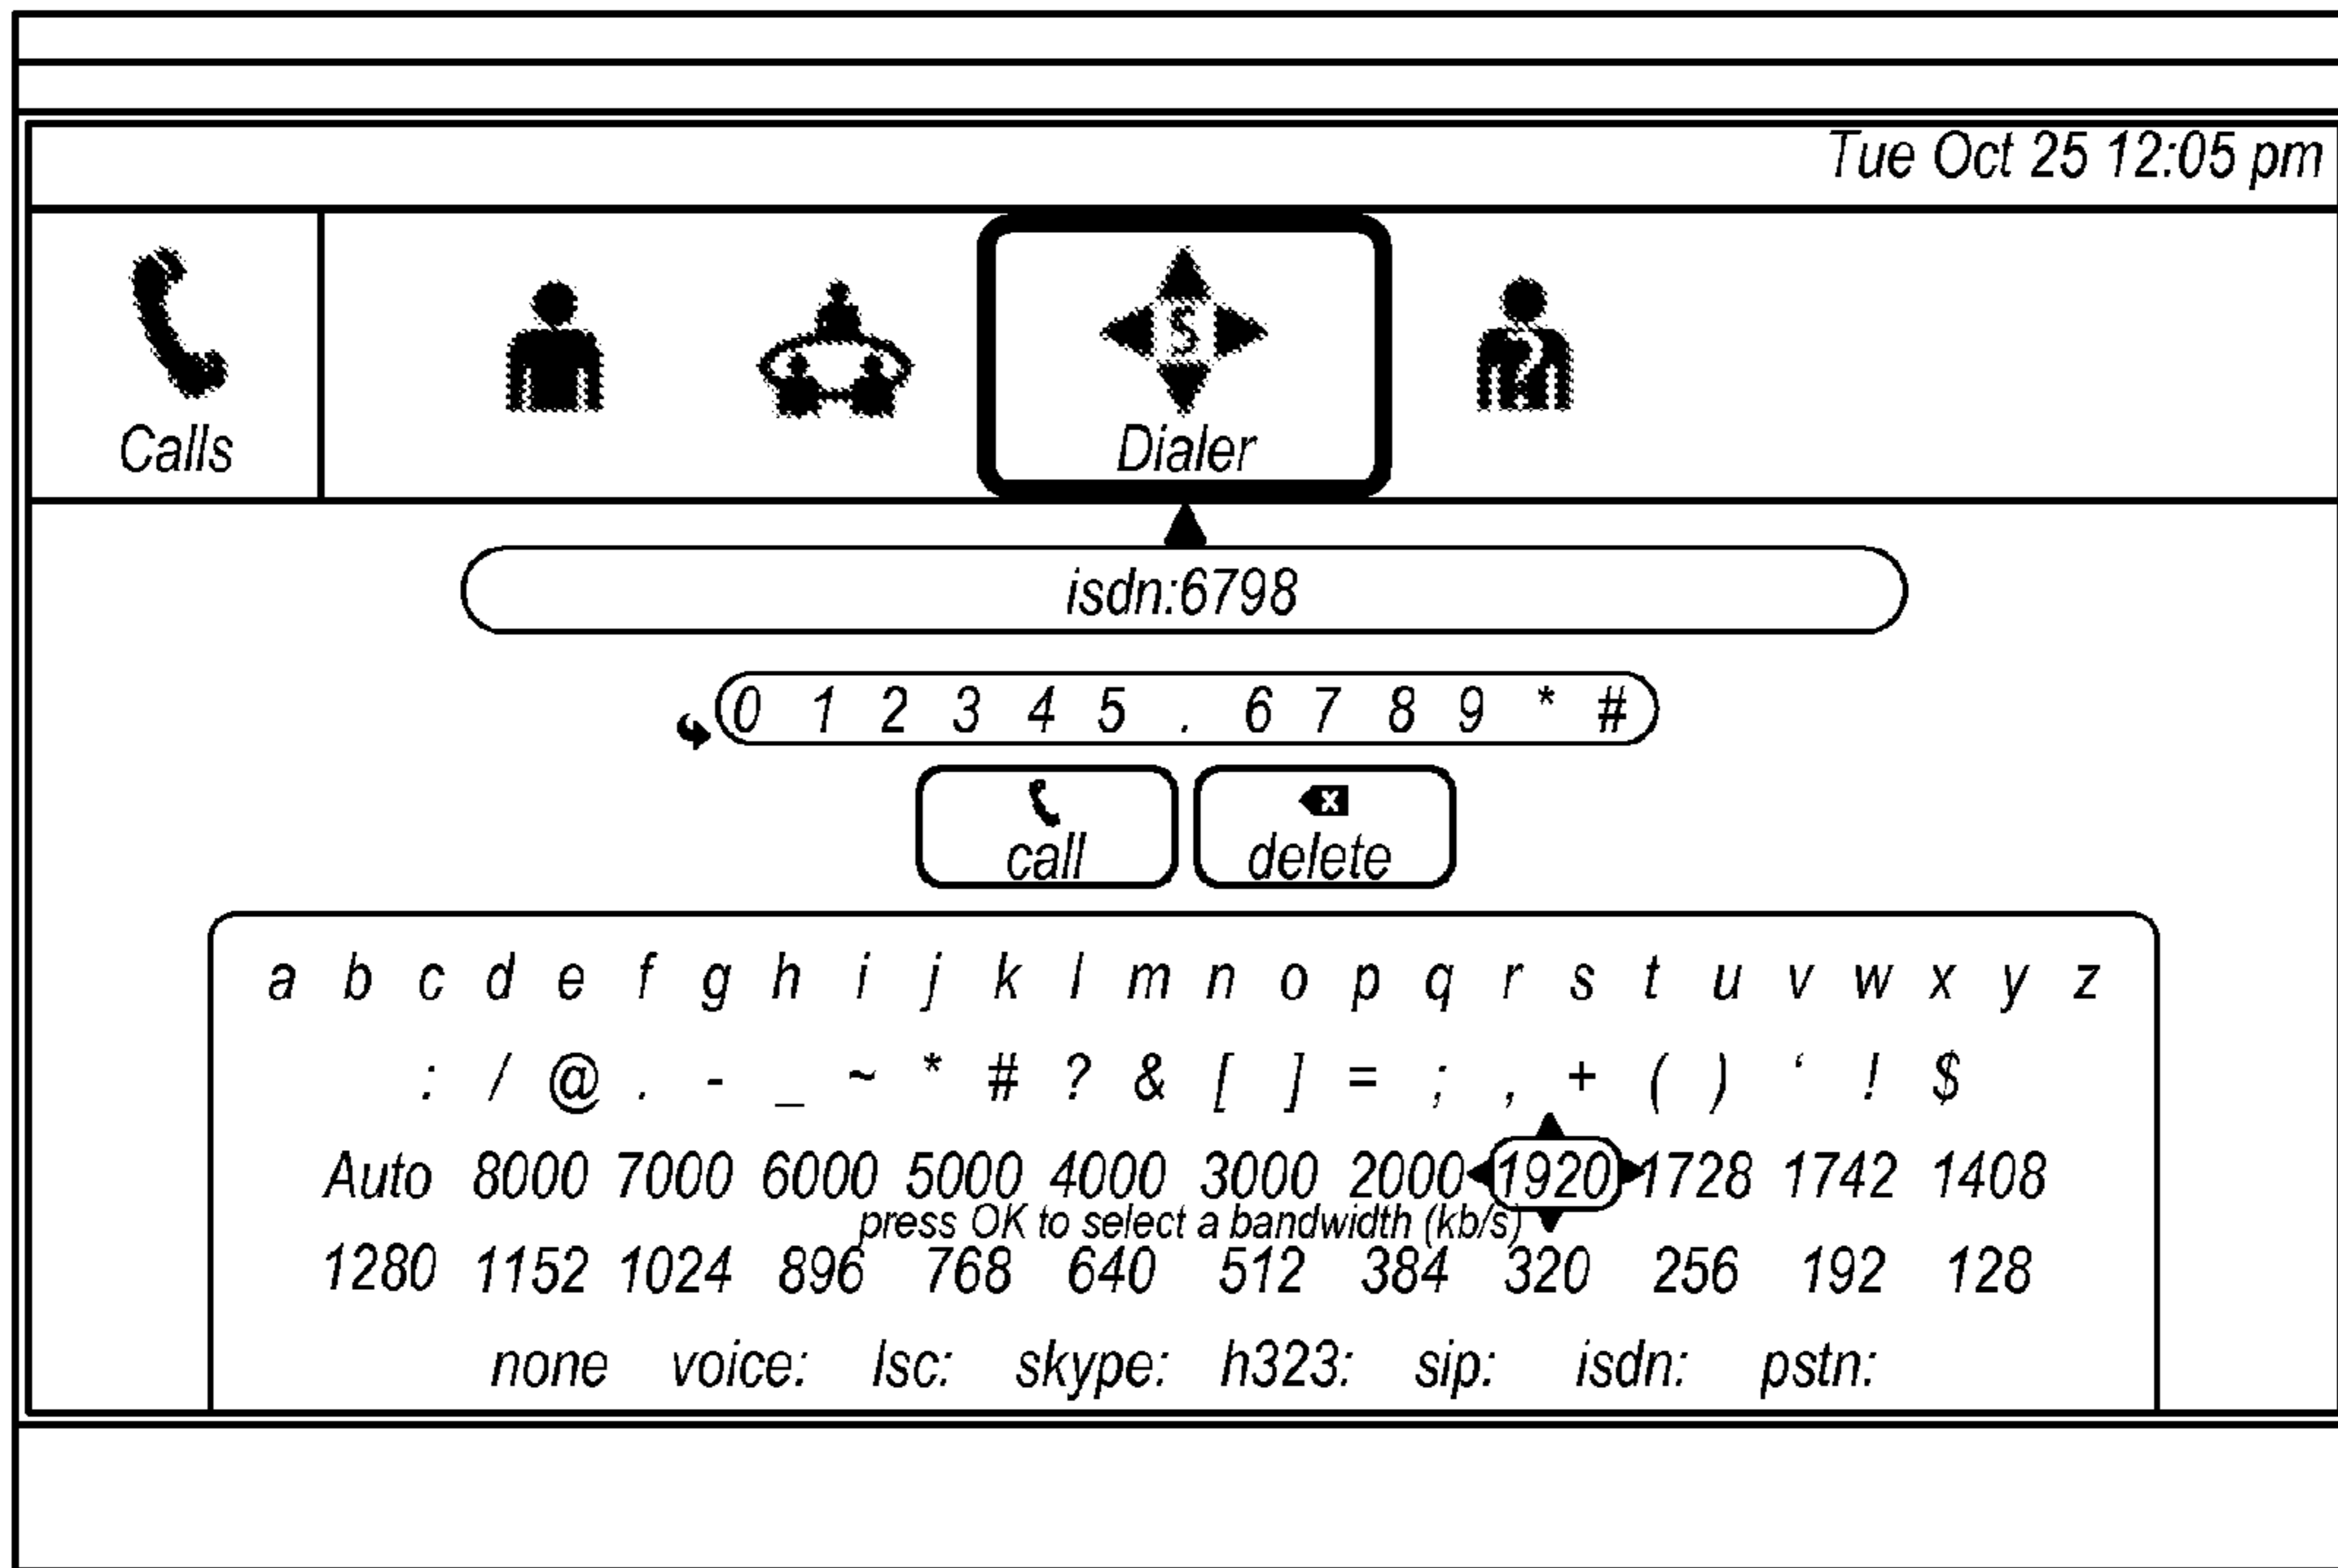 Tue Oct 25 12:05 pm
Calls
S
Dialer
isdn:6798
0 1 2 3 4 5 . 6 7 8 9 * #
call delete
a b c d e f g h i j k l m n o p q r s t u v w x y z
: / @ . - _ ~ * # ? & [ ] = ; , + ( ) ‘ ! $
Auto 8000 7000 6000 5000 4000 3000 2000 1920 1728 1742 1408
press OK to select a bandwidth (kb/s)
1280 1152 1024 896 768 640 512 384 320 256 192 128
none voice: lsc: skype: h323: sip: isdn: pstn: